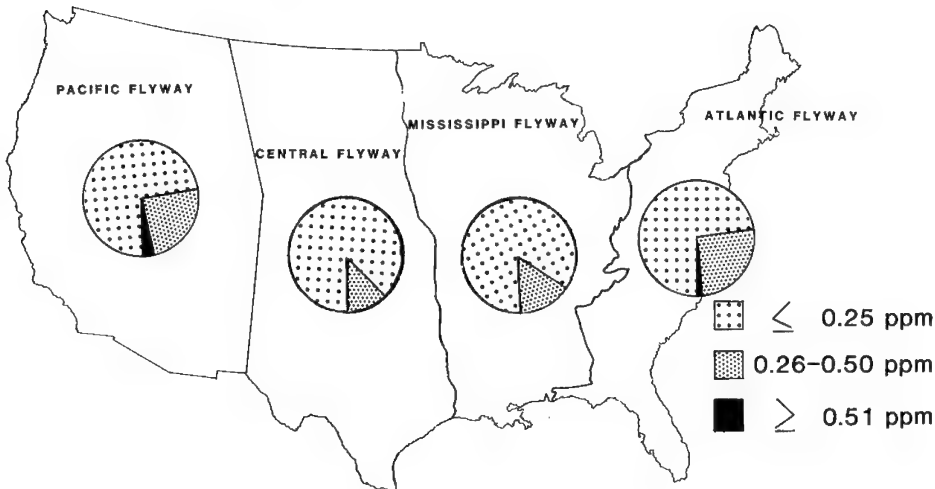 PACIFIC FLYWAY
CENTRAL FLYWAY
MISSISSIPPI FLYWAY
ATLANTIC FLYWAY
≤ 0.25 ppm
0.26-0.50 ppm
≥ 0.51 ppm